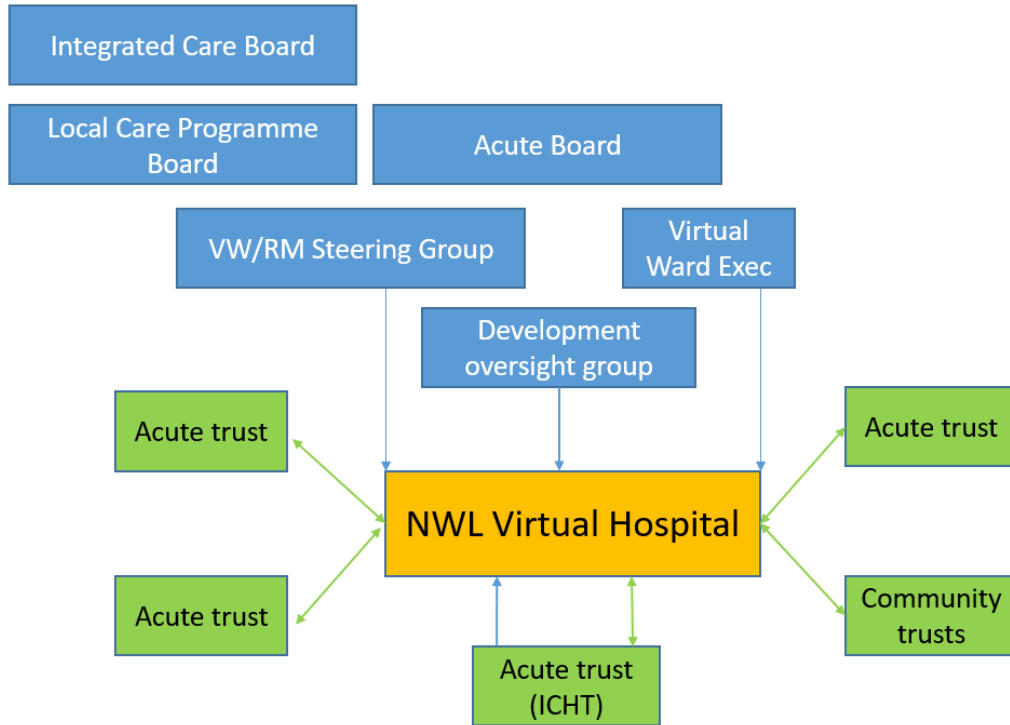 Integrated Care Board
Local Care Programme
Board
Acute Board
VW/RM Steering Group
Virtual
Ward Exec
Development
oversight group
Acute trust
Acute trust
NWL Virtual Hospital
Acute trust
Community
trusts
Acute trust
(ICHT)